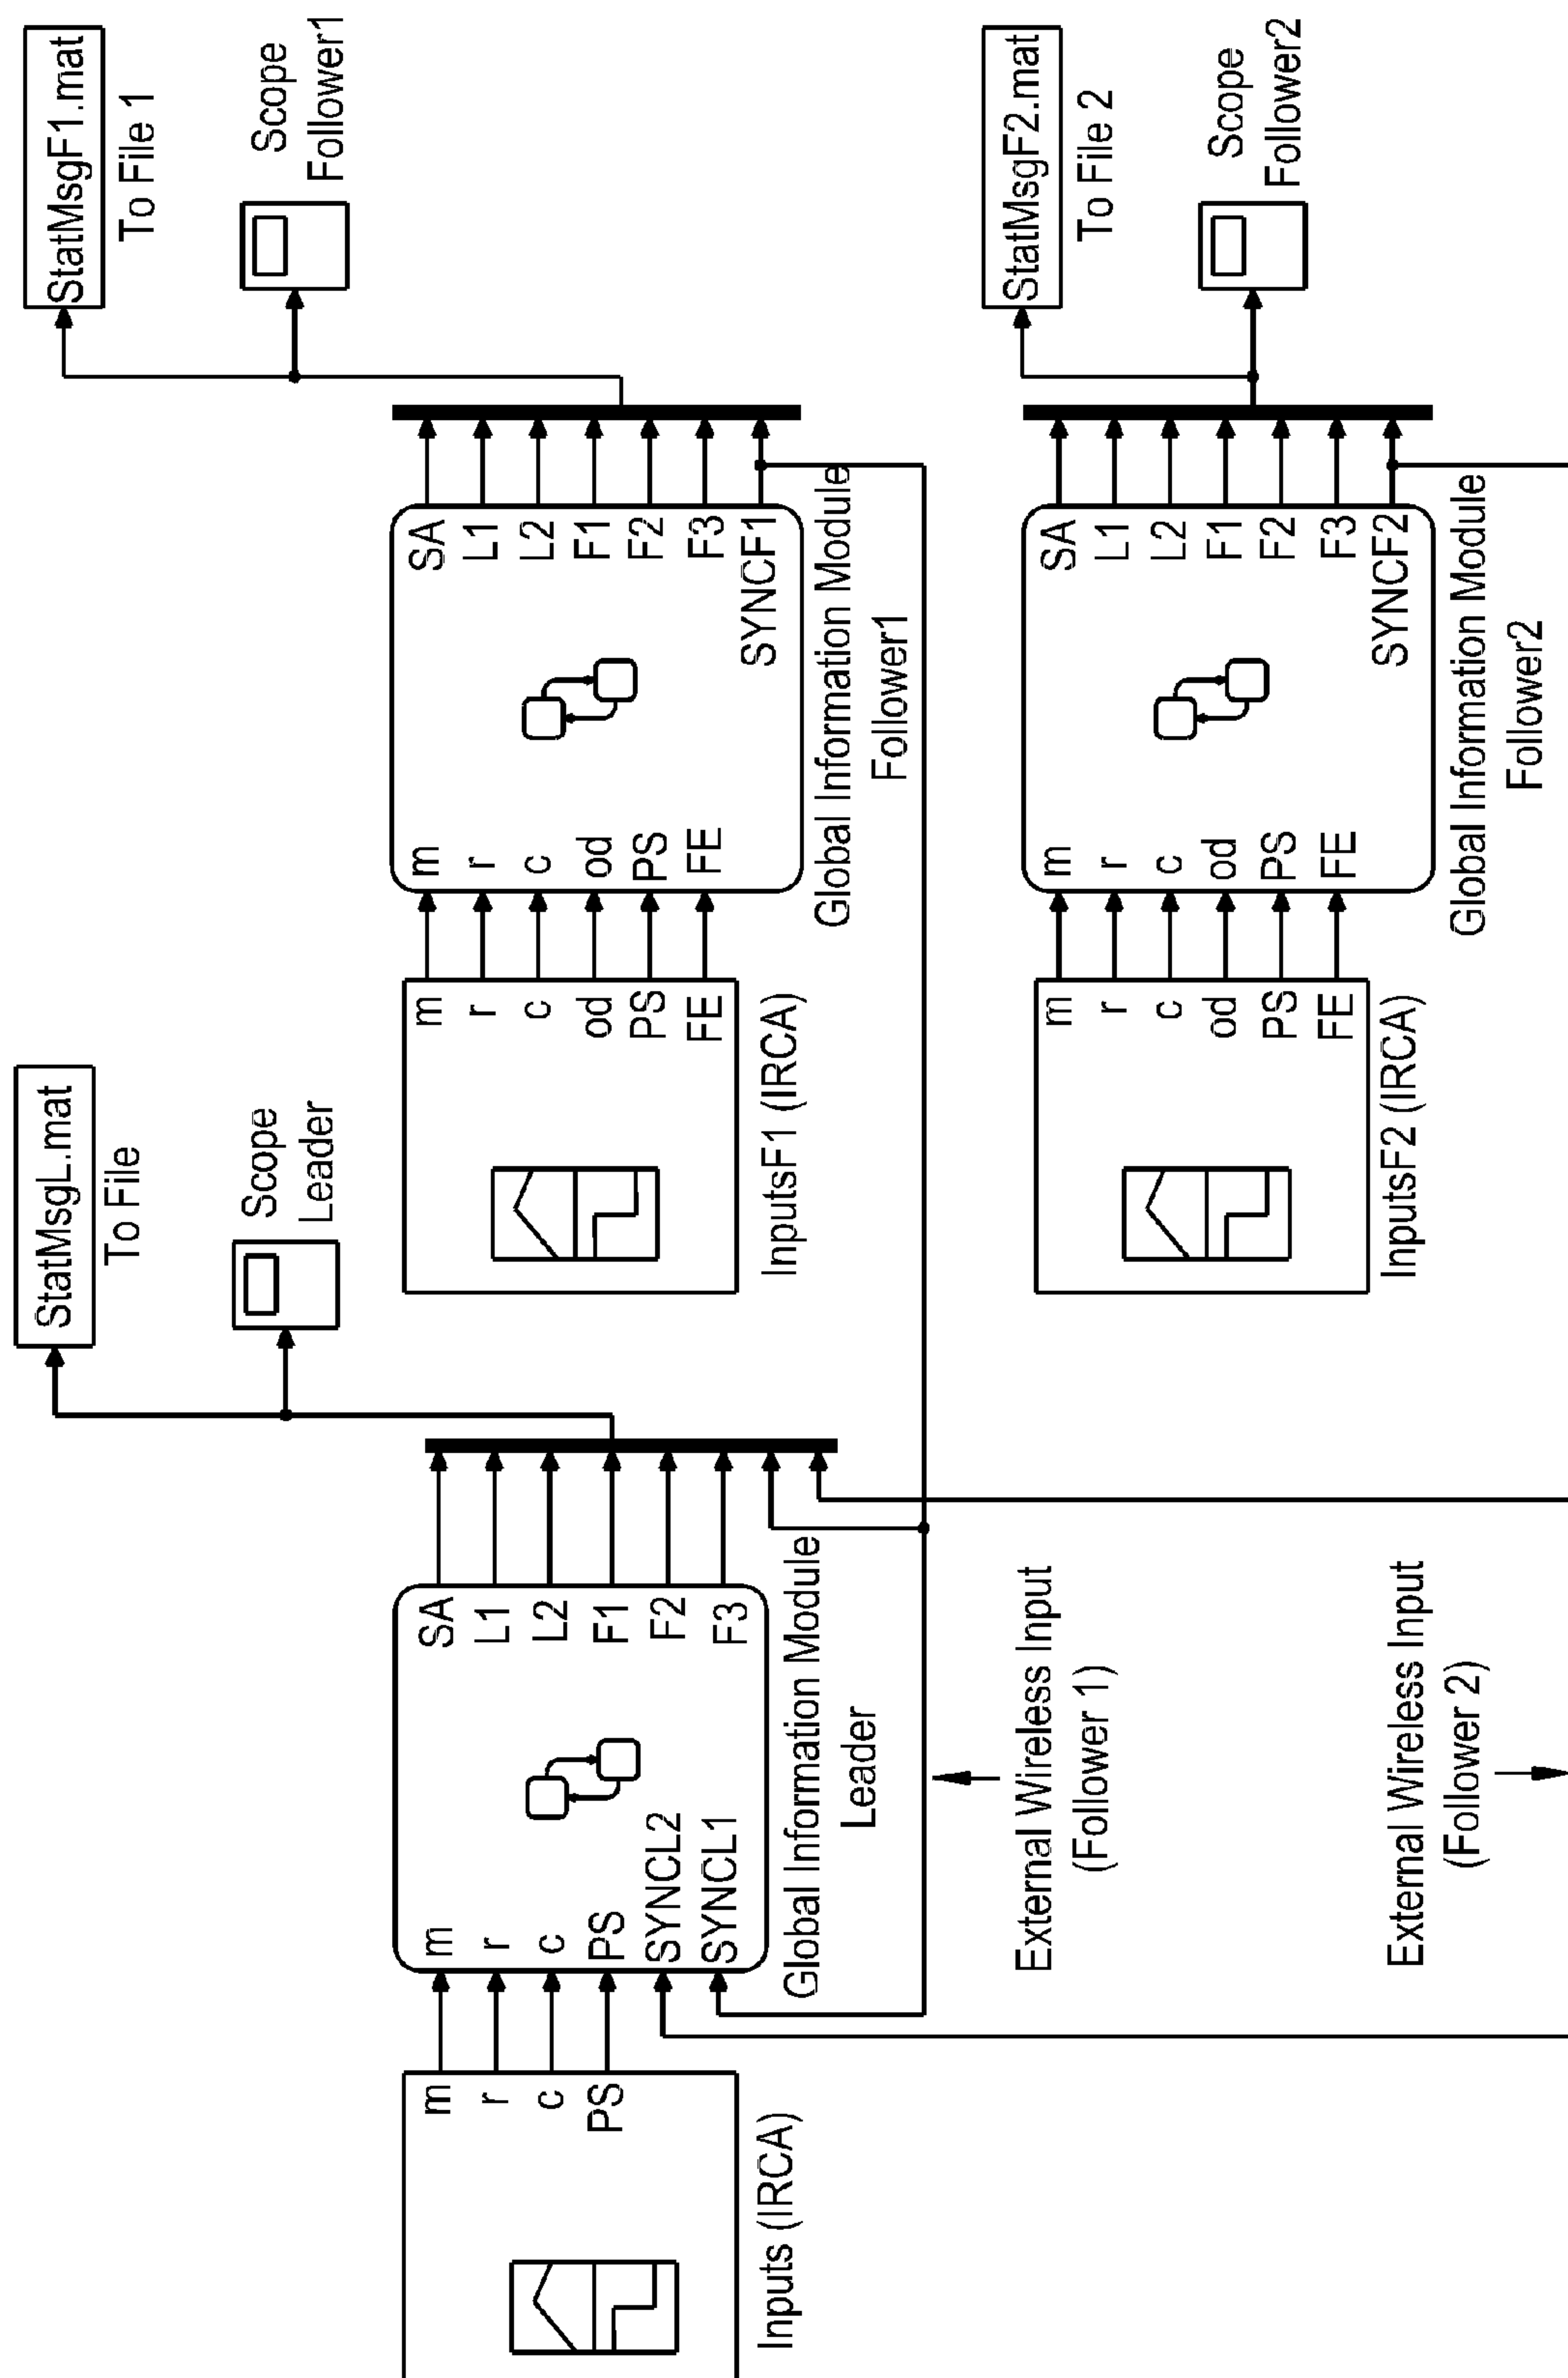 StatMsgL.mat
To File
Scope
Leader
Inputs (IRCA)
m
r
c
PS
m
r
c
PS
SYNCL2
SYNCL1
SA
L1
L2
F1
F2
F3
Global Information Module
Leader
External Wireless Input
(Follower 1)
External Wireless Input
(Follower 2)
StatMsgF1.mat
To File 1
Scope
Follower1
InputsF1 (IRCA)
m
r
c
od
PS
FE
m
r
c
od
PS
FE
SA
L1
L2
F1
F2
F3
SYNCF1
Global Information Module
Follower1
StatMsgF2.mat
To File 2
Scope
Follower2
InputsF2 (IRCA)
m
r
c
od
PS
FE
m
r
c
od
PS
FE
SA
L1
L2
F1
F2
F3
SYNCF2
Global Information Module
Follower2